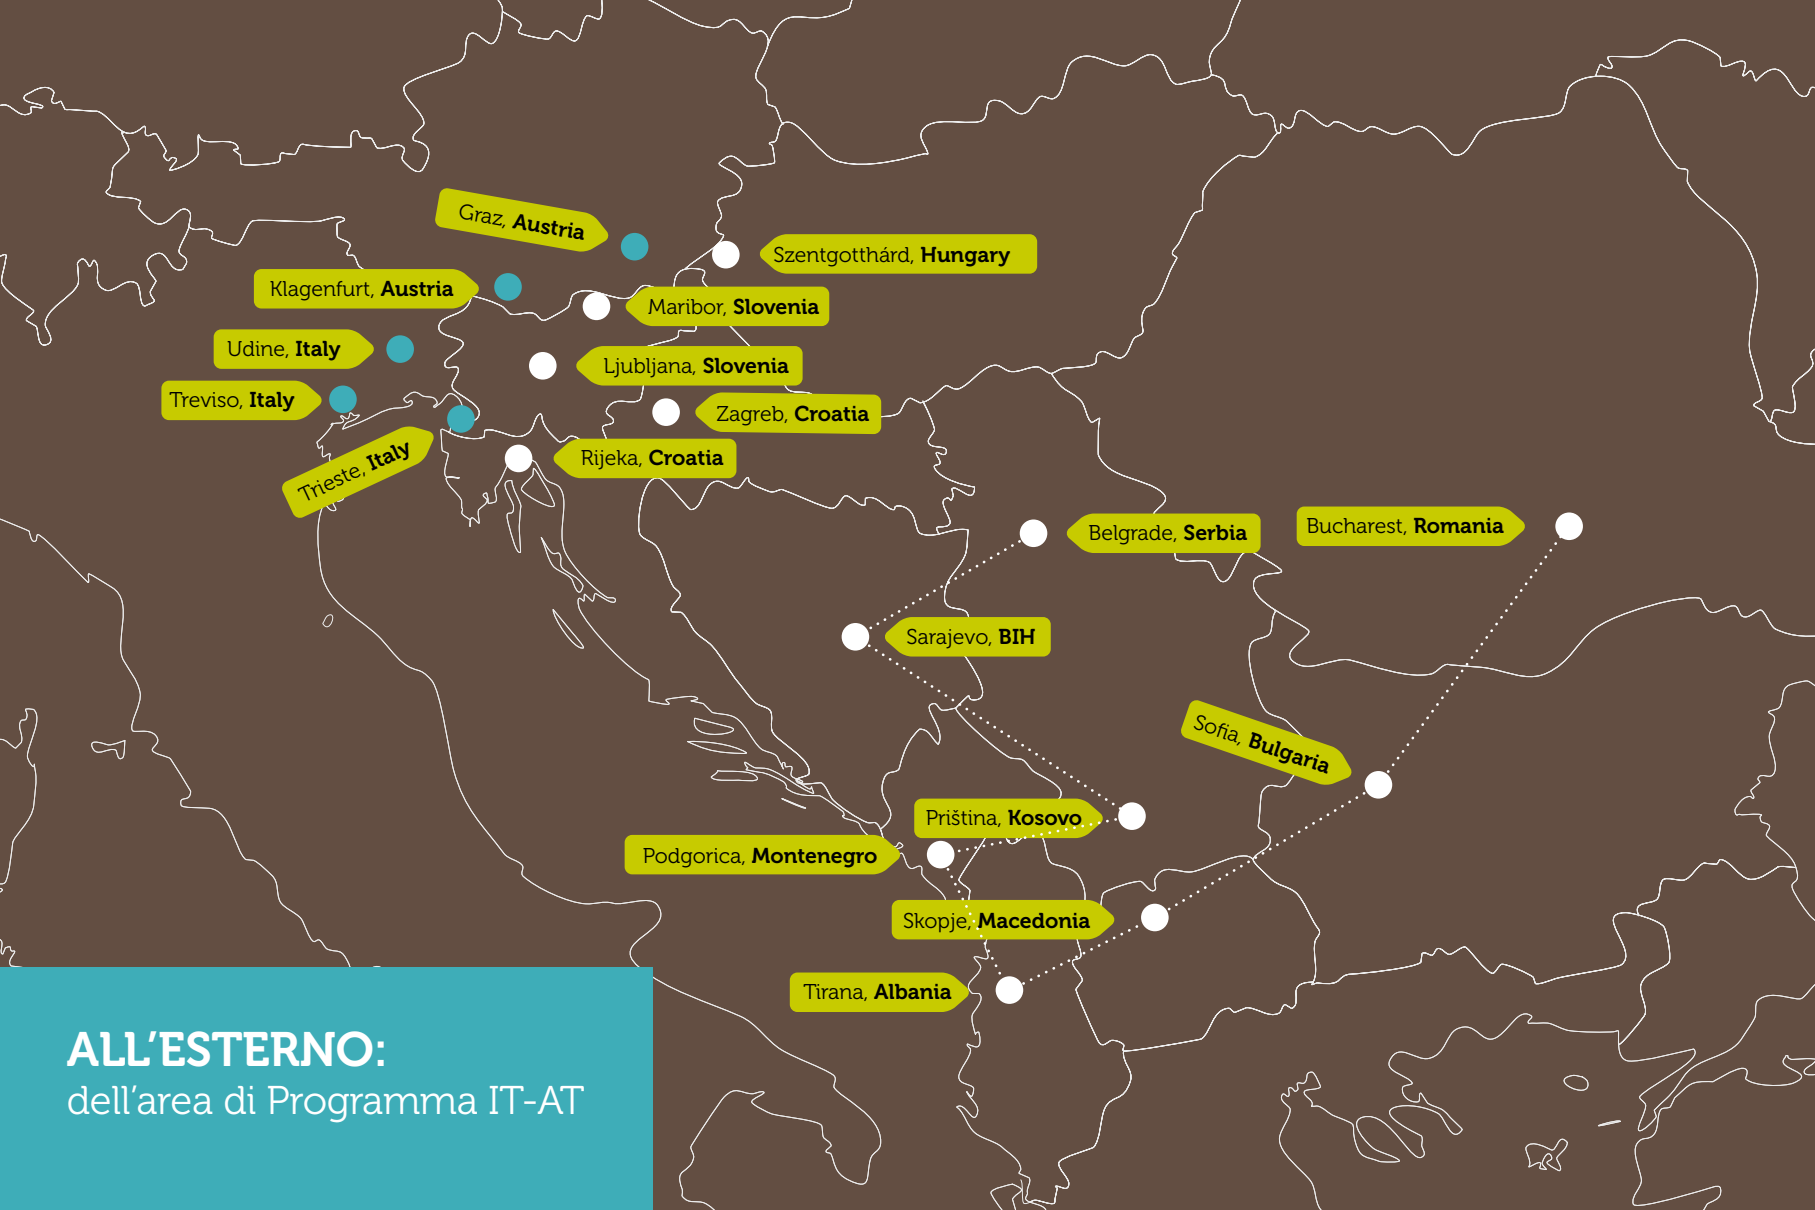 Graz, Austria
Szentgotthárd, Hungary
Klagenfurt, Austria
Maribor, Slovenia
Udine, Italy
Ljubljana, Slovenia
Treviso, Italy
Zagreb, Croatia
Trieste, Italy
Rijeka, Croatia
Belgrade, Serbia
Bucharest, Romania
Sarajevo, BIH
Sofia, Bulgaria
Priština, Kosovo
Podgorica, Montenegro
Skopje, Macedonia
Tirana, Albania
ALL’ESTERNO:
dell’area di Programma IT-AT